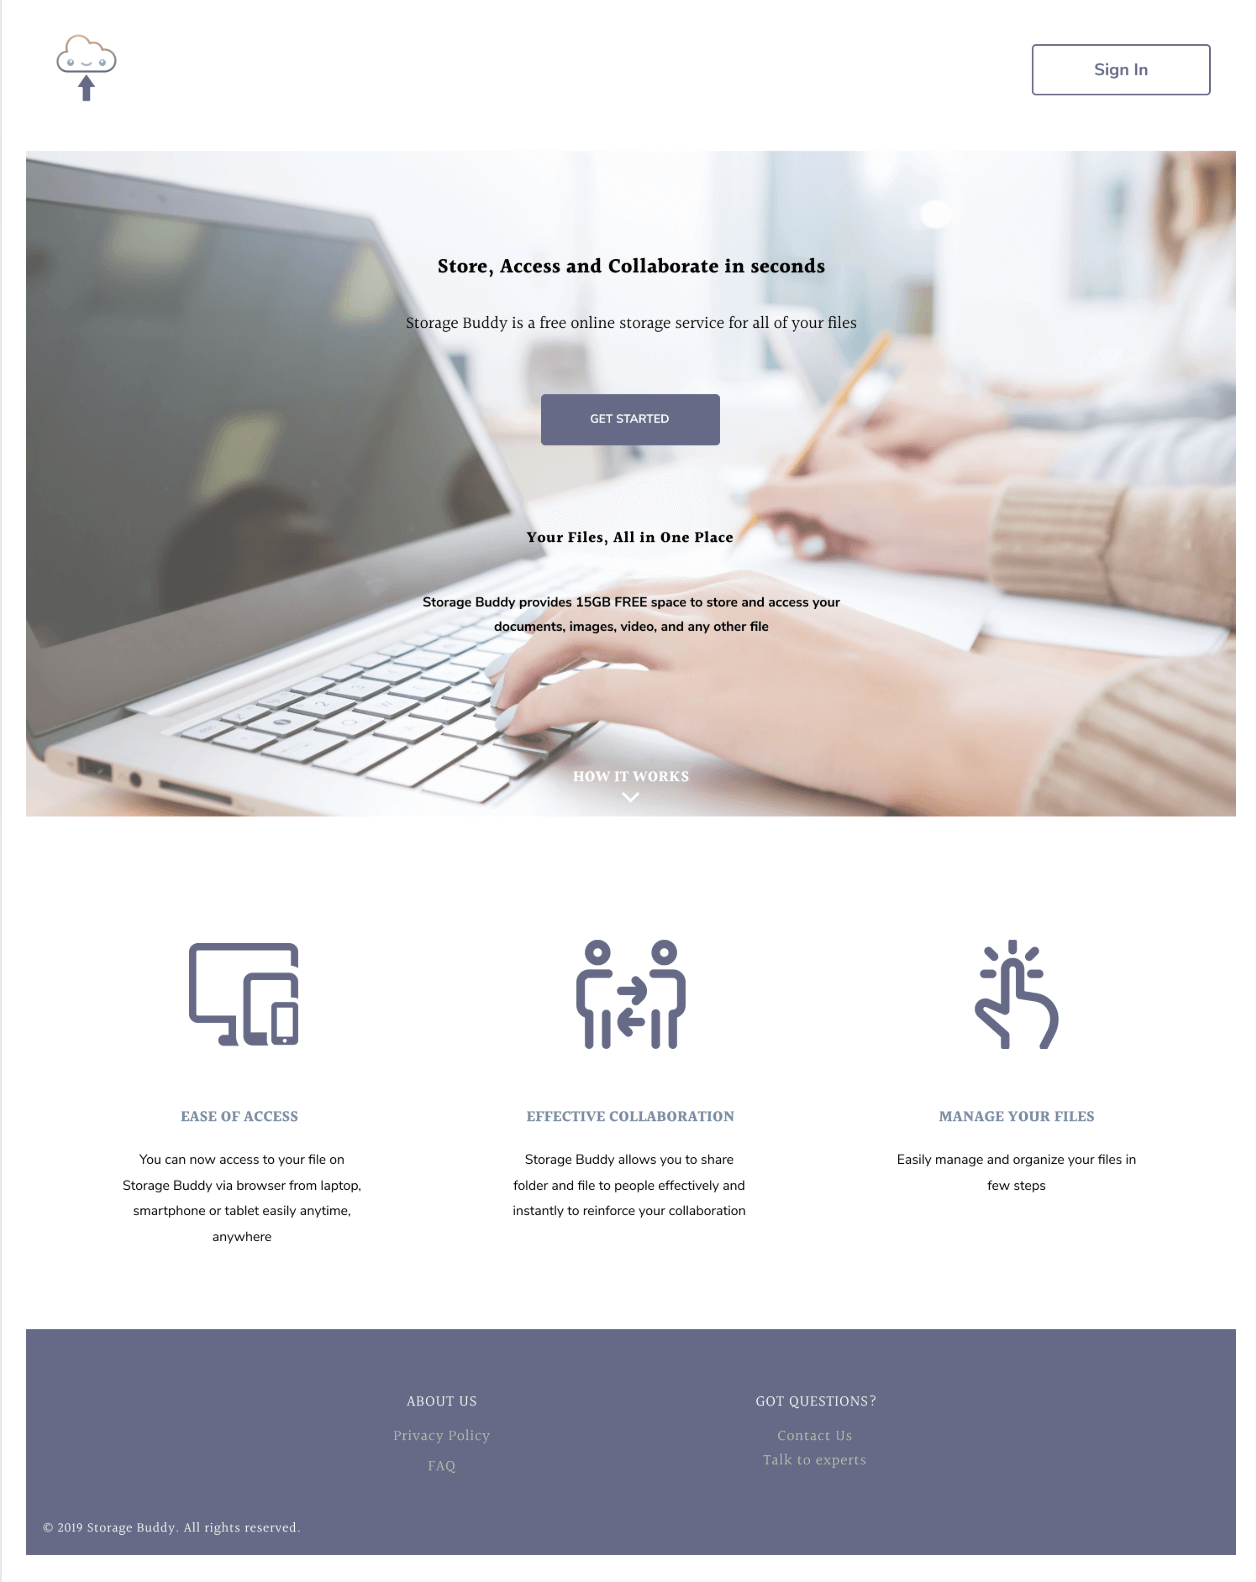 Sign In
Store, Access and Collaborate in seconds
Storage Buddy is a free online storage service for all of your files
GET STARTED
Your Files, All in One Place
Storage Buddy provides 15GB FREE space to store and access your
documents, images, video, and any other file
HOW IT WORKS
EASE OF ACCESS
You can now access to your file on
Storage Buddy via browser from laptop,
smartphone or tablet easily anytime,
anywhere
EFFECTIVE COLLABORATION
Storage Buddy allows you to share
folder and file to people effectively and
instantly to reinforce your collaboration
MANAGE YOUR FILES
Easily manage and organize your files in
few steps
ABOUT US
Privacy Policy
FAQ
GOT QUESTIONS?
Contact Us
Talk to experts
© 2019 Storage Buddy. All rights reserved.